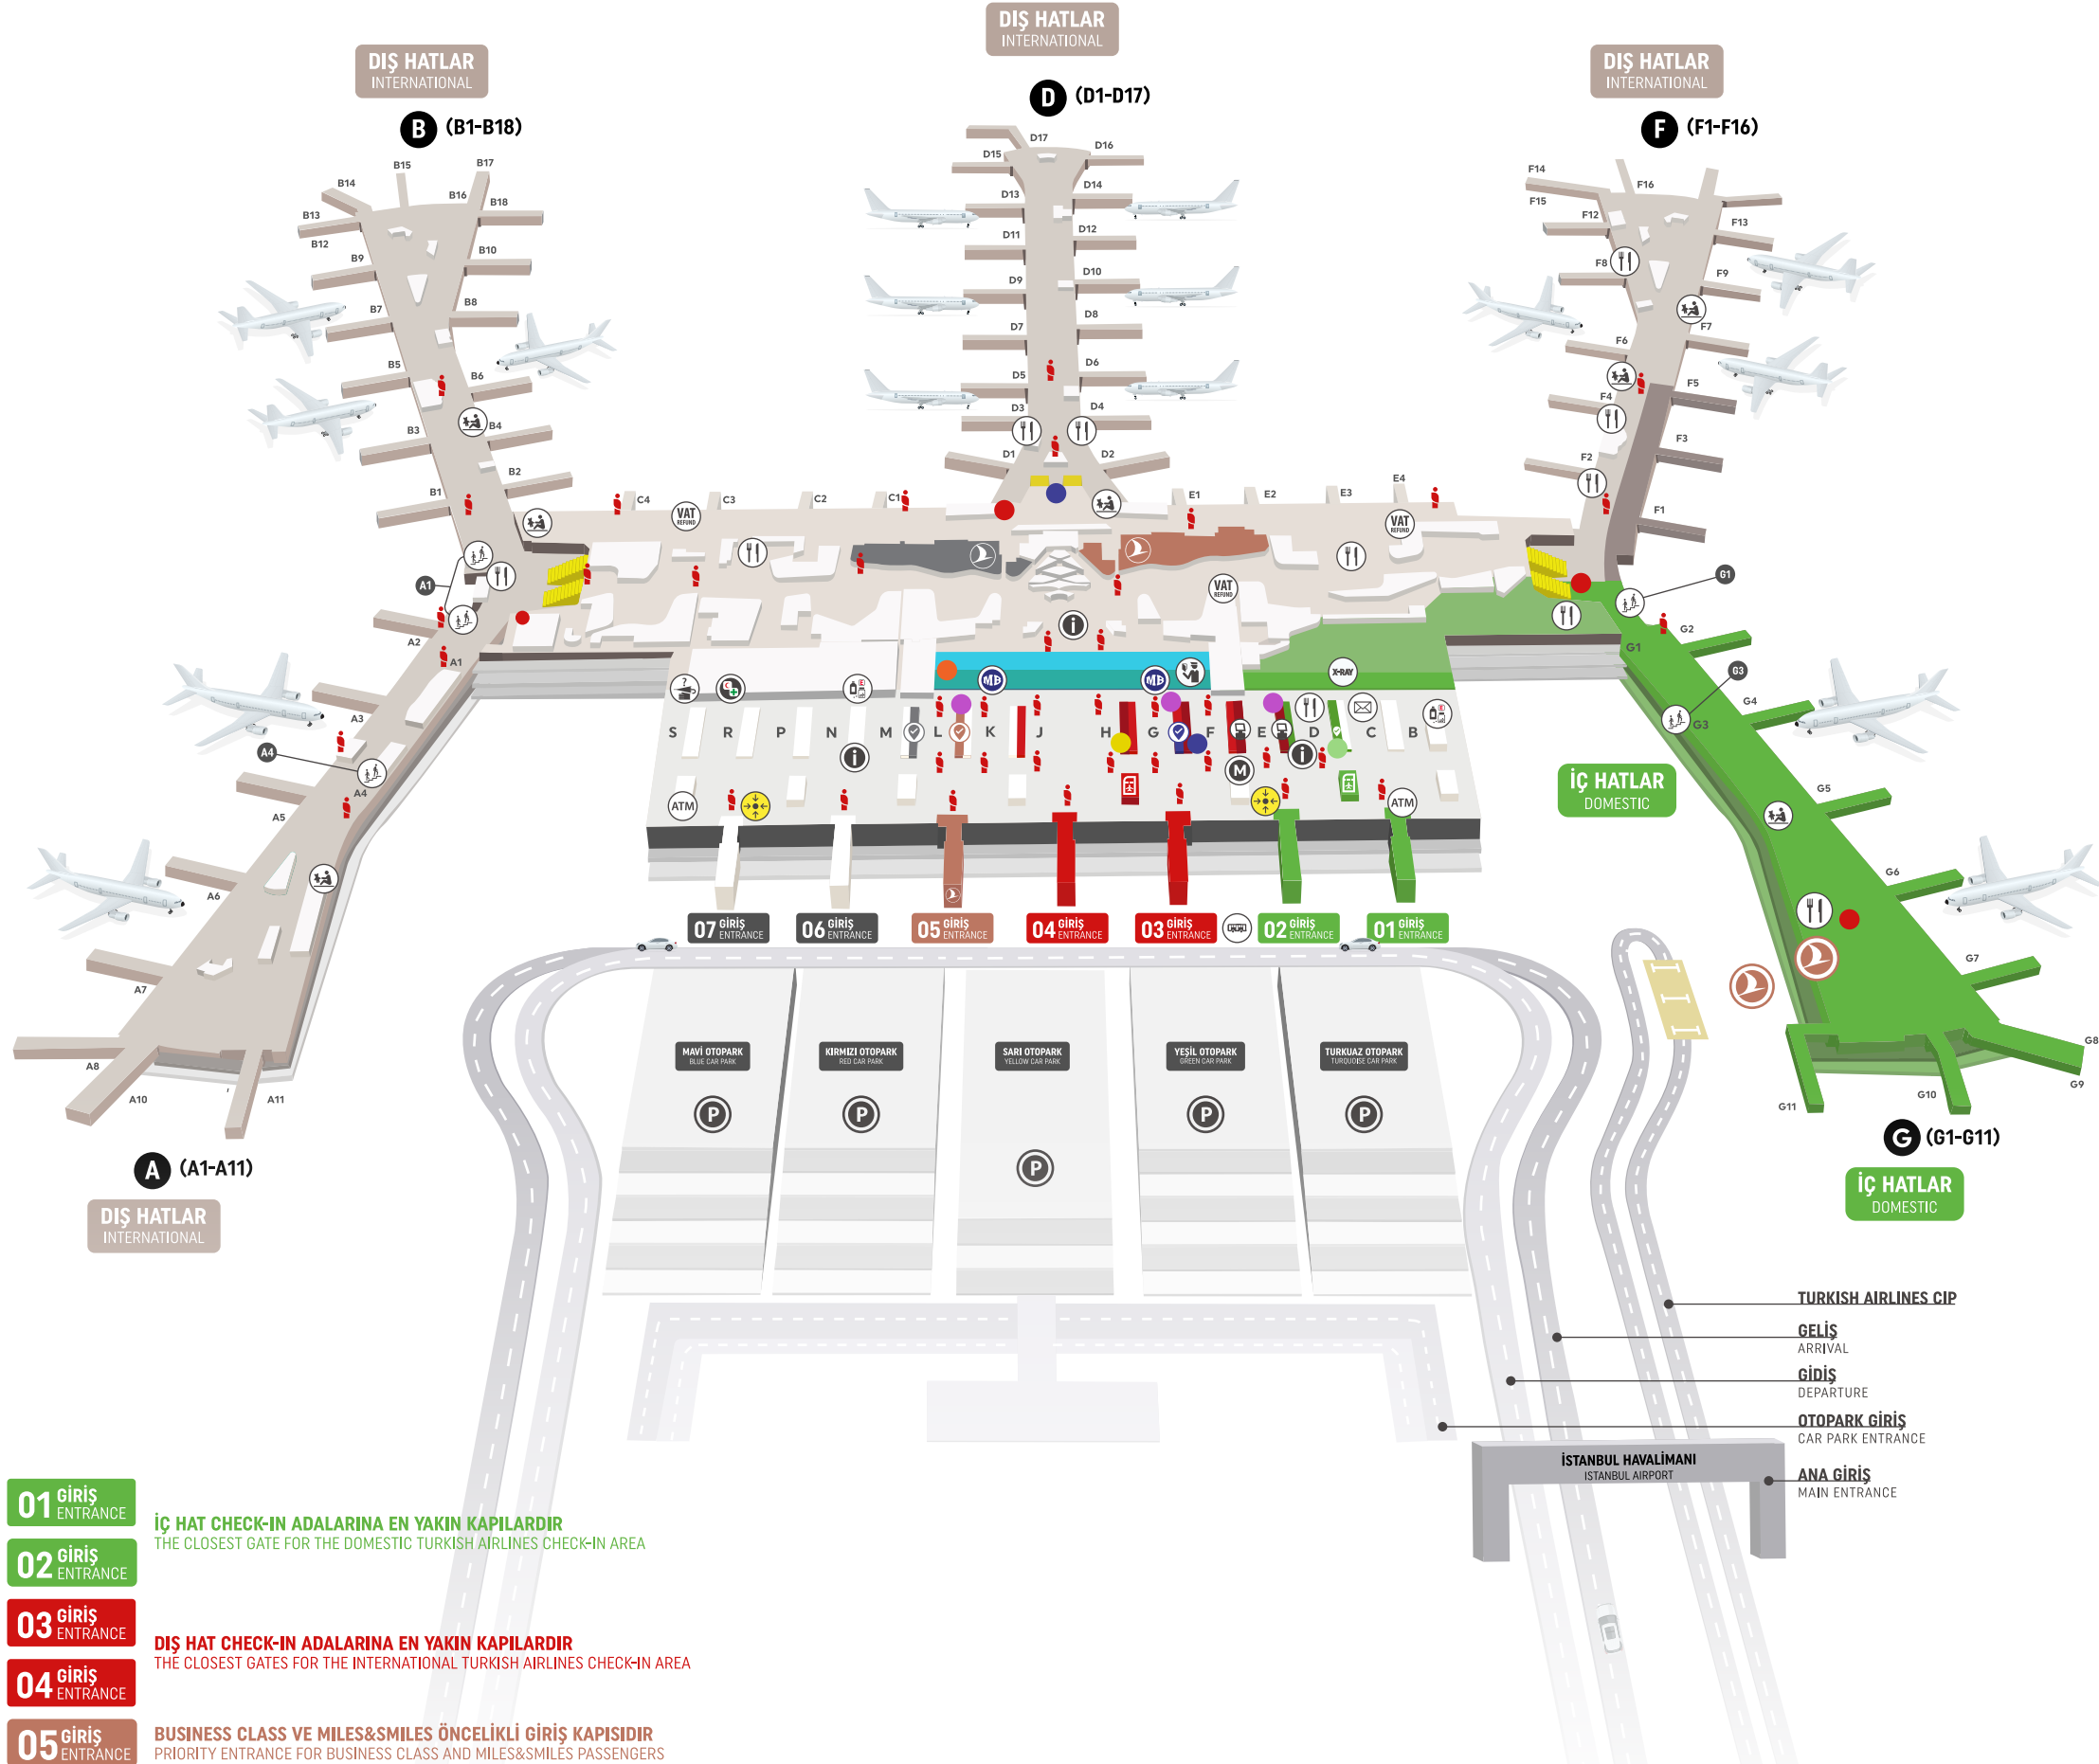 DIŞ HATLAR
INTERNATIONAL
DIŞ HATLAR
INTERNATIONAL
DIŞ HATLAR
INTERNATIONAL
B (B1-B18)
D (D1-D17)
F (F1-F16)
B15
B17
B14
B16
B13
B18
B12
B10
B9
B8
B7
B5
B6
B3
B4
B2
B1
D17
D16
D15
D14
D13
D12
D11
D10
D9
D8
D7
D6
D5
D4
D3
D2
D1
F14
F16
F15
F12
F13
F8
F9
F7
F6
F5
F4
F3
F2
F1
C4
C3
C2
C1
E1
E2
E3
E4
VAT
REFUND
VAT
REFUND
VAT
REFUND
A1
A2
A1
A3
A4
A4
A5
A6
A7
A8
A10
A11
G1
G2
G1
G3
G4
G3
G5
G6
G7
G8
G9
G10
G11
X-RAY
MB
MB
S R P N M L K J H G F E D C B
M
ATM
ATM
İÇ HATLAR
DOMESTIC
07 GİRİŞ
ENTRANCE
06 GİRİŞ
ENTRANCE
05 GİRİŞ
ENTRANCE
04 GİRİŞ
ENTRANCE
03 GİRİŞ
ENTRANCE
02 GİRİŞ
ENTRANCE
01 GİRİŞ
ENTRANCE
MAVİ OTOPARK
BLUE CAR PARK
KIRMIZI OTOPARK
RED CAR PARK
SARI OTOPARK
YELLOW CAR PARK
YEŞİL OTOPARK
GREEN CAR PARK
TURKUAZ OTOPARK
TURQUOISE CAR PARK
P
P
P
P
P
A (A1-A11)
DIŞ HATLAR
INTERNATIONAL
G (G1-G11)
İÇ HATLAR
DOMESTIC
TURKISH AIRLINES CIP
GELİŞ
ARRIVAL
GİDİŞ
DEPARTURE
OTOPARK GİRİŞ
CAR PARK ENTRANCE
ANA GİRİŞ
MAIN ENTRANCE
İSTANBUL HAVALİMANI
ISTANBUL AIRPORT
01 GİRİŞ
ENTRANCE
02 GİRİŞ
ENTRANCE
İÇ HAT CHECK-IN ADALARINA EN YAKIN KAPILARDIR
THE CLOSEST GATE FOR THE DOMESTIC TURKISH AIRLINES CHECK-IN AREA
03 GİRİŞ
ENTRANCE
04 GİRİŞ
ENTRANCE
DIŞ HAT CHECK-IN ADALARINA EN YAKIN KAPILARDIR
THE CLOSEST GATES FOR THE INTERNATIONAL TURKISH AIRLINES CHECK-IN AREA
05 GİRİŞ
ENTRANCE
BUSINESS CLASS VE MILES&SMILES ÖNCELİKLİ GİRİŞ KAPISIDIR
PRIORITY ENTRANCE FOR BUSINESS CLASS AND MILES&SMILES PASSENGERS